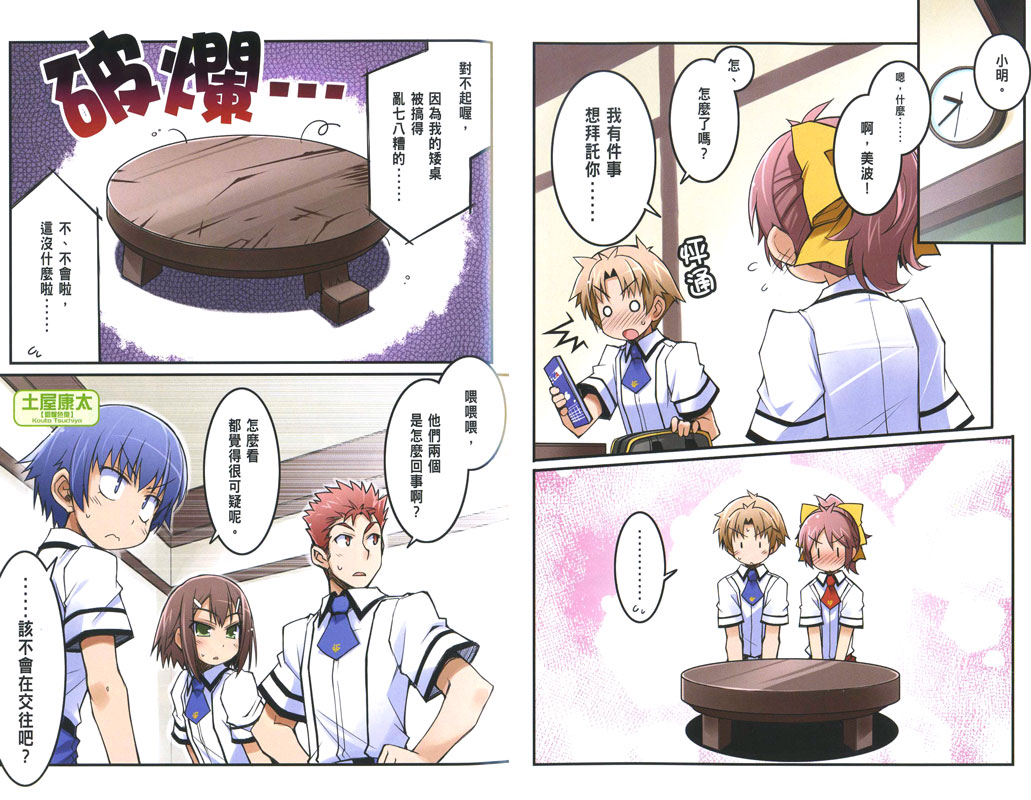 小明。
嗯，什麼……
啊，美波！
怎、
怎麼了嗎？
我有件事
想拜託你……
怦通
…………
破爛…
對不起喔，
因為我的矮桌
被搞得
亂七八糟的……
不、不會啦，
這沒什麼啦……
喂喂喂，
他們兩個
是怎麼回事啊？
怎麼看
都覺得很可疑呢。
土屋康太
Kouta Tsuchiya
……該不會在交往吧？